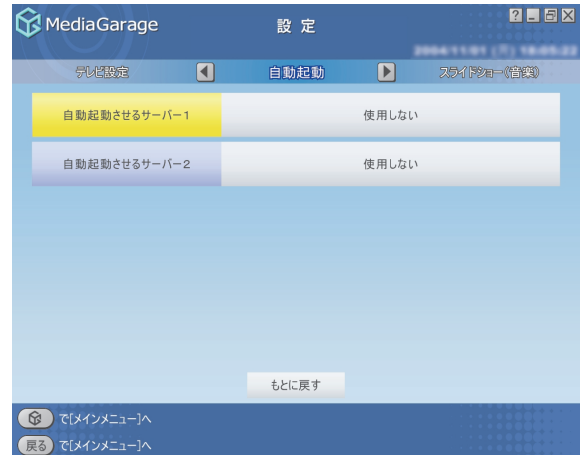 MediaGarage
設定
?
テレビ設定
自動起動
スライドショー(音楽)
自動起動させるサーバー1
使用しない
自動起動させるサーバー2
使用しない
もとに戻す
で[メインメニュー]へ
戻る で[メインメニュー]へ